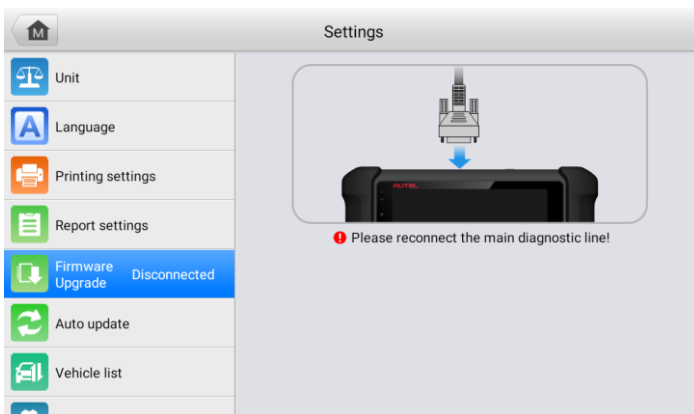 M
Settings
Unit
A Language
Printing settings
Report settings
Firmware
Upgrade
Disconnected
Auto update
Vehicle list
AUTEL
Please reconnect the main diagnostic line!